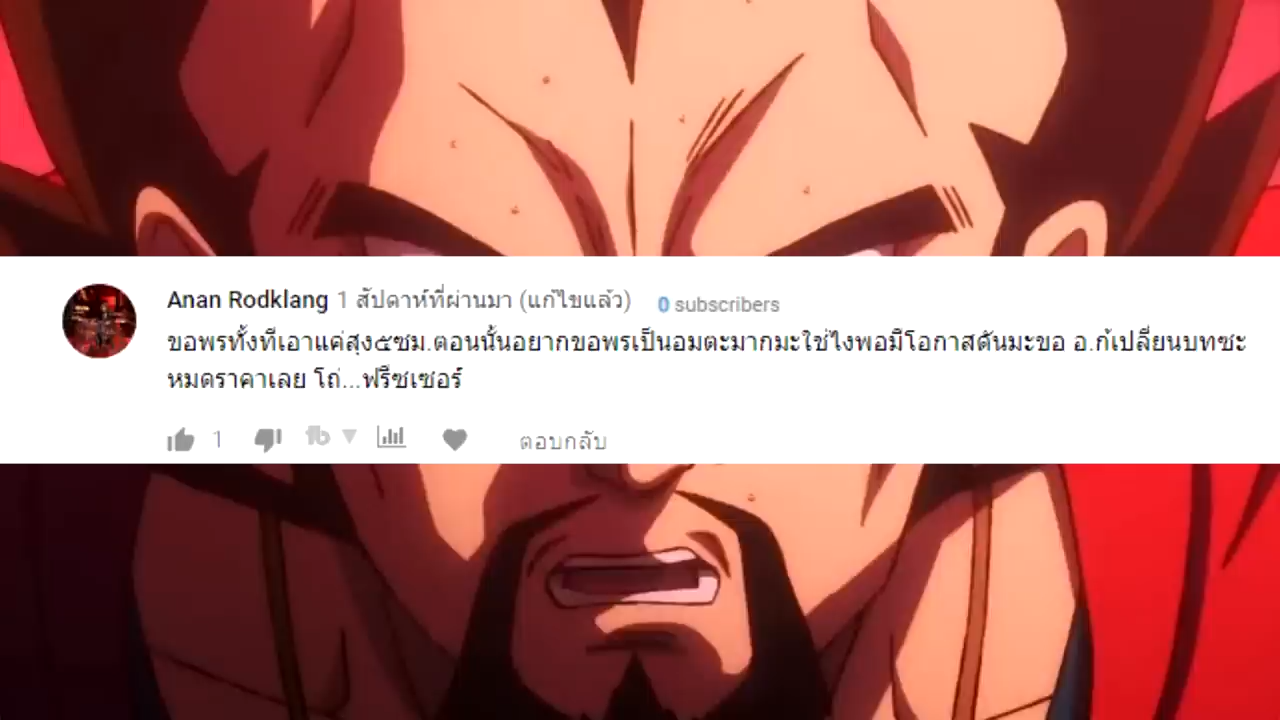 Anan Rodklang 1 สัปดาห์ที่ผ่านมา (แก้ไขแล้ว) 0 subscribers
ขอพรทั้งทีเอาแค่สุง๕ซม.ตอนนั้นอยากขอพรเป็นอมตะมากมะใช่ไงพอมีโอกาสดันมะขอ อ.ก้เปลี่ยนบทซะ
หมดราคาเลย โถ่...ฟรีซเซอร์
1 ตอบกลับ